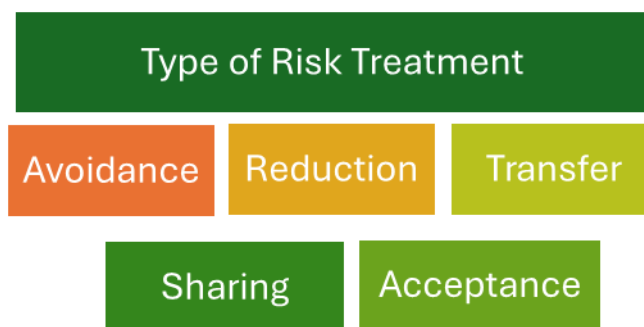 Type of Risk Treatment
Avoidance
Reduction
Transfer
Sharing
Acceptance